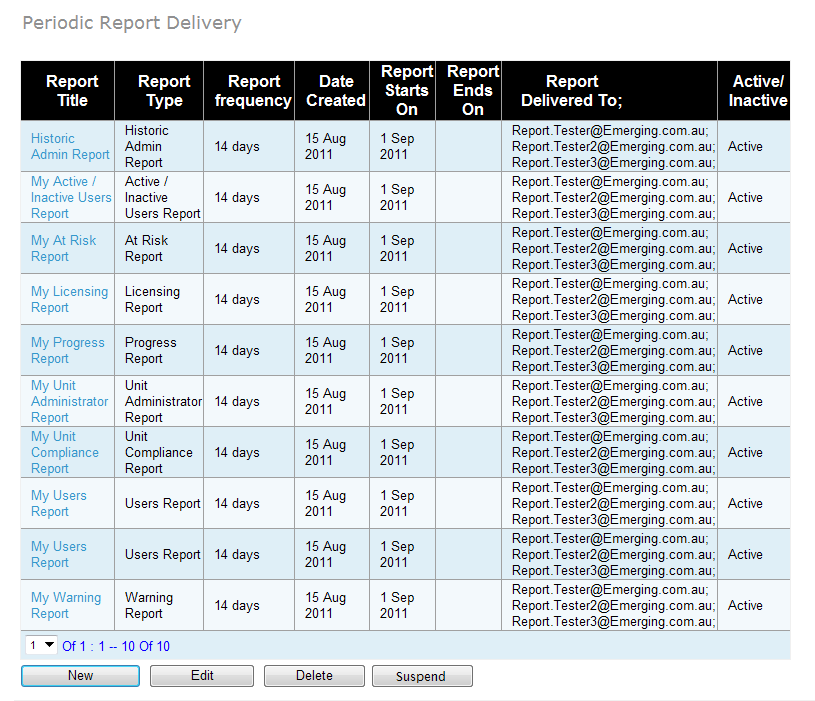 Periodic Report Delivery
Report Title Report Type Report frequency Date Created Report Starts On Report Ends On Report Delivered To; Active/ Inactive
Historic Admin Report Historic Admin Report 14 days 15 Aug 2011 1 Sep 2011 Report.Tester@Emerging.com.au; Report.Tester2@Emerging.com.au; Report.Tester3@Emerging.com.au; Active
My Active / Inactive Users Report Active / Inactive Users Report 14 days 15 Aug 2011 1 Sep 2011 Report.Tester@Emerging.com.au; Report.Tester2@Emerging.com.au; Report.Tester3@Emerging.com.au; Active
My At Risk Report At Risk Report 14 days 15 Aug 2011 1 Sep 2011 Report.Tester@Emerging.com.au; Report.Tester2@Emerging.com.au; Report.Tester3@Emerging.com.au; Active
My Licensing Report Licensing Report 14 days 15 Aug 2011 1 Sep 2011 Report.Tester@Emerging.com.au; Report.Tester2@Emerging.com.au; Report.Tester3@Emerging.com.au; Active
My Progress Report Progress Report 14 days 15 Aug 2011 1 Sep 2011 Report.Tester@Emerging.com.au; Report.Tester2@Emerging.com.au; Report.Tester3@Emerging.com.au; Active
My Unit Administrator Report Unit Administrator Report 14 days 15 Aug 2011 1 Sep 2011 Report.Tester@Emerging.com.au; Report.Tester2@Emerging.com.au; Report.Tester3@Emerging.com.au; Active
My Unit Compliance Report Unit Compliance Report 14 days 15 Aug 2011 1 Sep 2011 Report.Tester@Emerging.com.au; Report.Tester2@Emerging.com.au; Report.Tester3@Emerging.com.au; Active
My Users Report Users Report 14 days 15 Aug 2011 1 Sep 2011 Report.Tester@Emerging.com.au; Report.Tester2@Emerging.com.au; Report.Tester3@Emerging.com.au; Active
My Users Report Users Report 14 days 15 Aug 2011 1 Sep 2011 Report.Tester@Emerging.com.au; Report.Tester2@Emerging.com.au; Report.Tester3@Emerging.com.au; Active
My Warning Report Warning Report 14 days 15 Aug 2011 1 Sep 2011 Report.Tester@Emerging.com.au; Report.Tester2@Emerging.com.au; Report.Tester3@Emerging.com.au; Active
1 Of 1 : 1 -- 10 Of 10
New Edit Delete Suspend